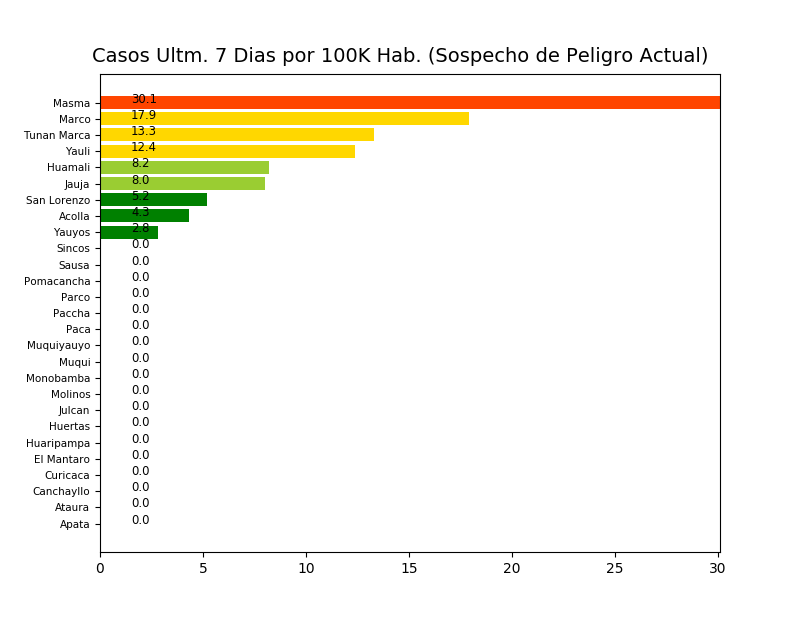 Casos Ultm. 7 Dias por 100K Hab. (Sospecho de Peligro Actual)
Masma 30.1
Marco 17.9
Tunan Marca 13.3
Yauli 12.4
Huamali 8.2
Jauja 8.0
San Lorenzo 5.2
Acolla 4.3
Yauyos 2.8
Sincos 0.0
Sausa 0.0
Pomacancha 0.0
Parco 0.0
Paccha 0.0
Paca 0.0
Muquiyauyo 0.0
Muqui 0.0
Monobamba 0.0
Molinos 0.0
Julcan 0.0
Huertas 0.0
Huaripampa 0.0
El Mantaro 0.0
Curicaca 0.0
Canchayllo 0.0
Ataura 0.0
Apata 0.0
0 5 10 15 20 25 30